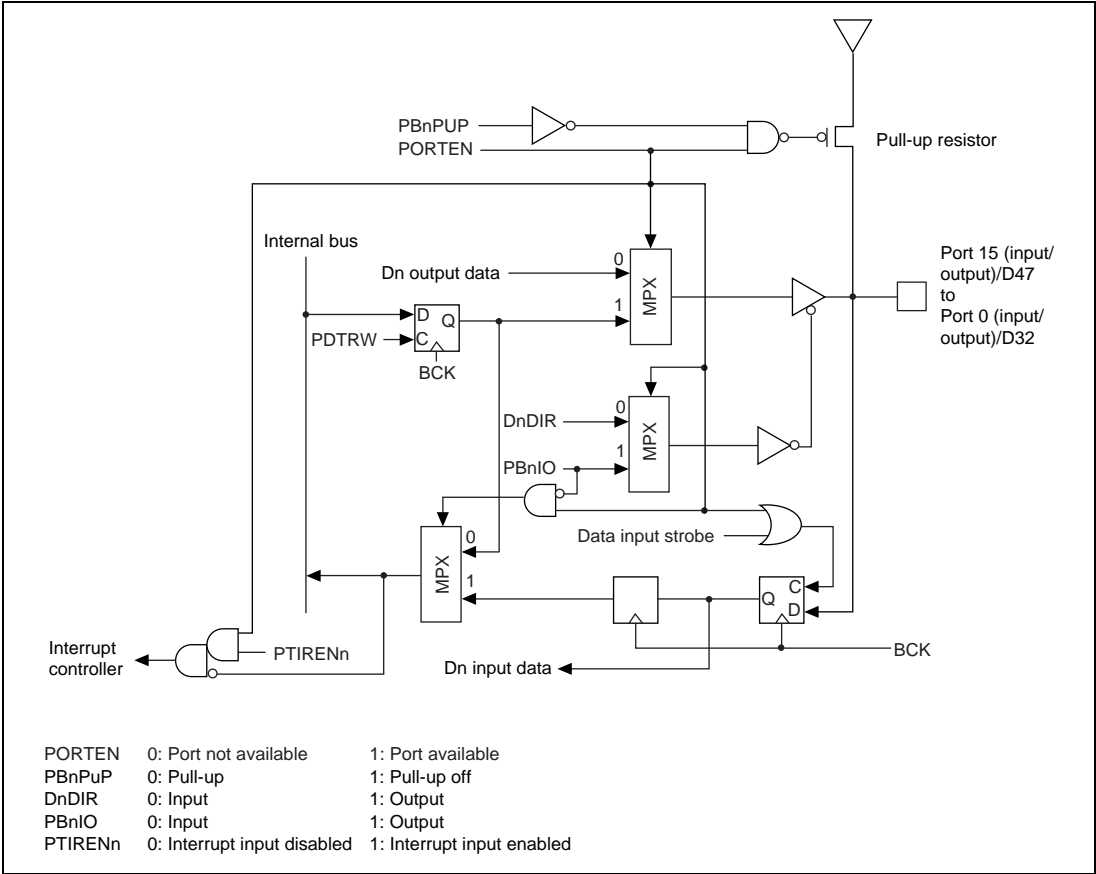 PBnPUP
PORTEN
Pull-up resistor
Internal bus
Dn output data
0
1
MPX
Port 15 (input/
output)/D47
to
Port 0 (input/
output)/D32
D
Q
C
PDTRW
BCK
DnDIR
0
1
MPX
PBnIO
Data input strobe
0
1
MPX
Q
C
D
BCK
Interrupt
controller
PTIRENn
Dn input data
PORTEN 0: Port not available 1: Port available
PBnPuP 0: Pull-up 1: Pull-up off
DnDIR 0: Input 1: Output
PBnIO 0: Input 1: Output
PTIRENn 0: Interrupt input disabled 1: Interrupt input enabled